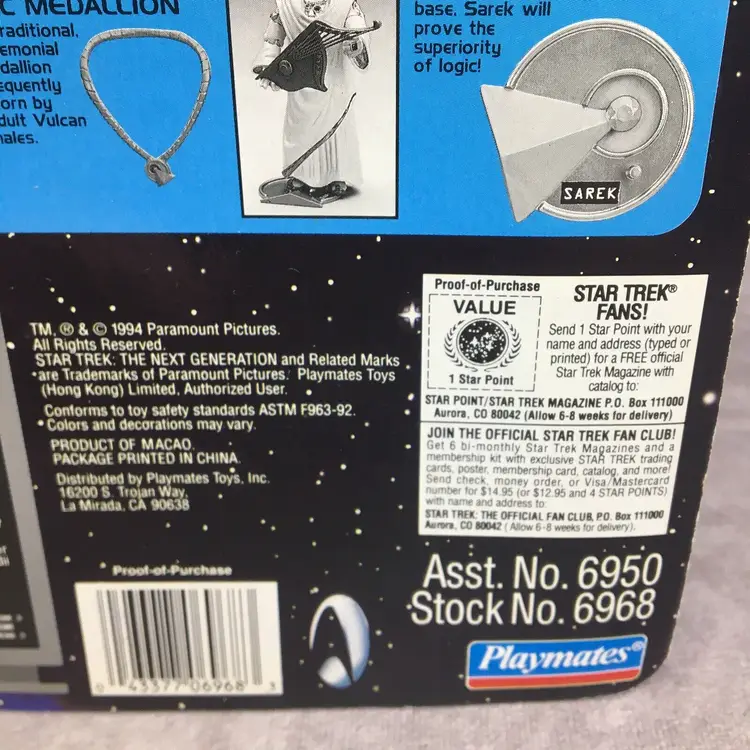 C MEDALLION
raditional,
emonial
dallion
equently
orn by
dult Vulcan
ales.
base. Sarek will
prove the
superiority
of logic!
SAREK
TM, ® & © 1994 Paramount Pictures.
All Rights Reserved.
STAR TREK: THE NEXT GENERATION and Related Marks
are Trademarks of Paramount Pictures. Playmates Toys
(Hong Kong) Limited, Authorized User.
Conforms to toy safety standards ASTM F963-92.
Colors and decorations may vary.
PRODUCT OF MACAO.
PACKAGE PRINTED IN CHINA.
Distributed by Playmates Toys, Inc.
16200 S. Trojan Way,
La Mirada, CA 90638
Proof-of-Purchase
0 43377 06968 3
Proof-of-Purchase
VALUE
1 Star Point
STAR TREK®
FANS!
Send 1 Star Point with your
name and address (typed or
printed) for a FREE official
Star Trek Magazine with
catalog to:
STAR POINT/STAR TREK MAGAZINE P.O. Box 111000
Aurora, CO 80042 (Allow 6-8 weeks for delivery)
JOIN THE OFFICIAL STAR TREK FAN CLUB!
Get 6 bi-monthly Star Trek Magazines and a
membership kit with exclusive STAR TREK trading
cards, poster, membership card, catalog, and more!
Send check, money order, or Visa/Mastercard
number for $14.95 (or $12.95 and 4 STAR POINTS)
with name and address to:
STAR TREK: THE OFFICIAL FAN CLUB, P.O. Box 111000
Aurora, CO 80042 (Allow 6-8 weeks for delivery).
Asst. No. 6950
Stock No. 6968
Playmates®